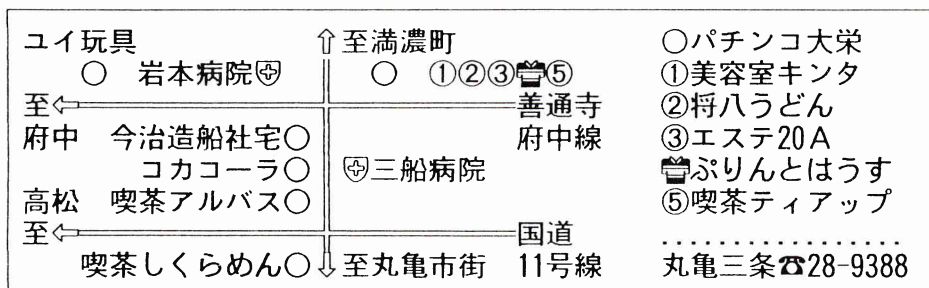 ユイ玩具 ⇧至満濃町 ○パチンコ大栄
○ 岩本病院 ○ ①②③⑤ ①美容室キンタ
至⇦ 善通寺 ②将八うどん
府中 今治造船社宅○ 府中線 ③エステ20A
コカコーラ○ 三船病院 ぷりんとはうす
高松 喫茶アルバス○ ⑤喫茶ティアップ
至⇦ 国道 ................
喫茶しくらめん○⇩至丸亀市街 11号線 丸亀三条☎28-9388